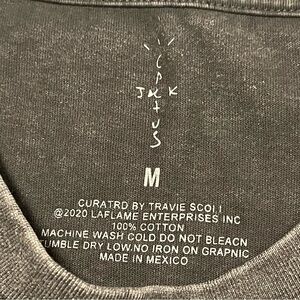 CACTUS
JACK
M
CURATRD BY TRAVIE SCOLI
@2020 LAFLAME ENTERPRISES INC
100% COTTON
MACHINE WASH COLD DO NOT BLEACN
TUMBLE DRY LOW.NO IRON ON GRAPNIC
MADE IN MEXICO